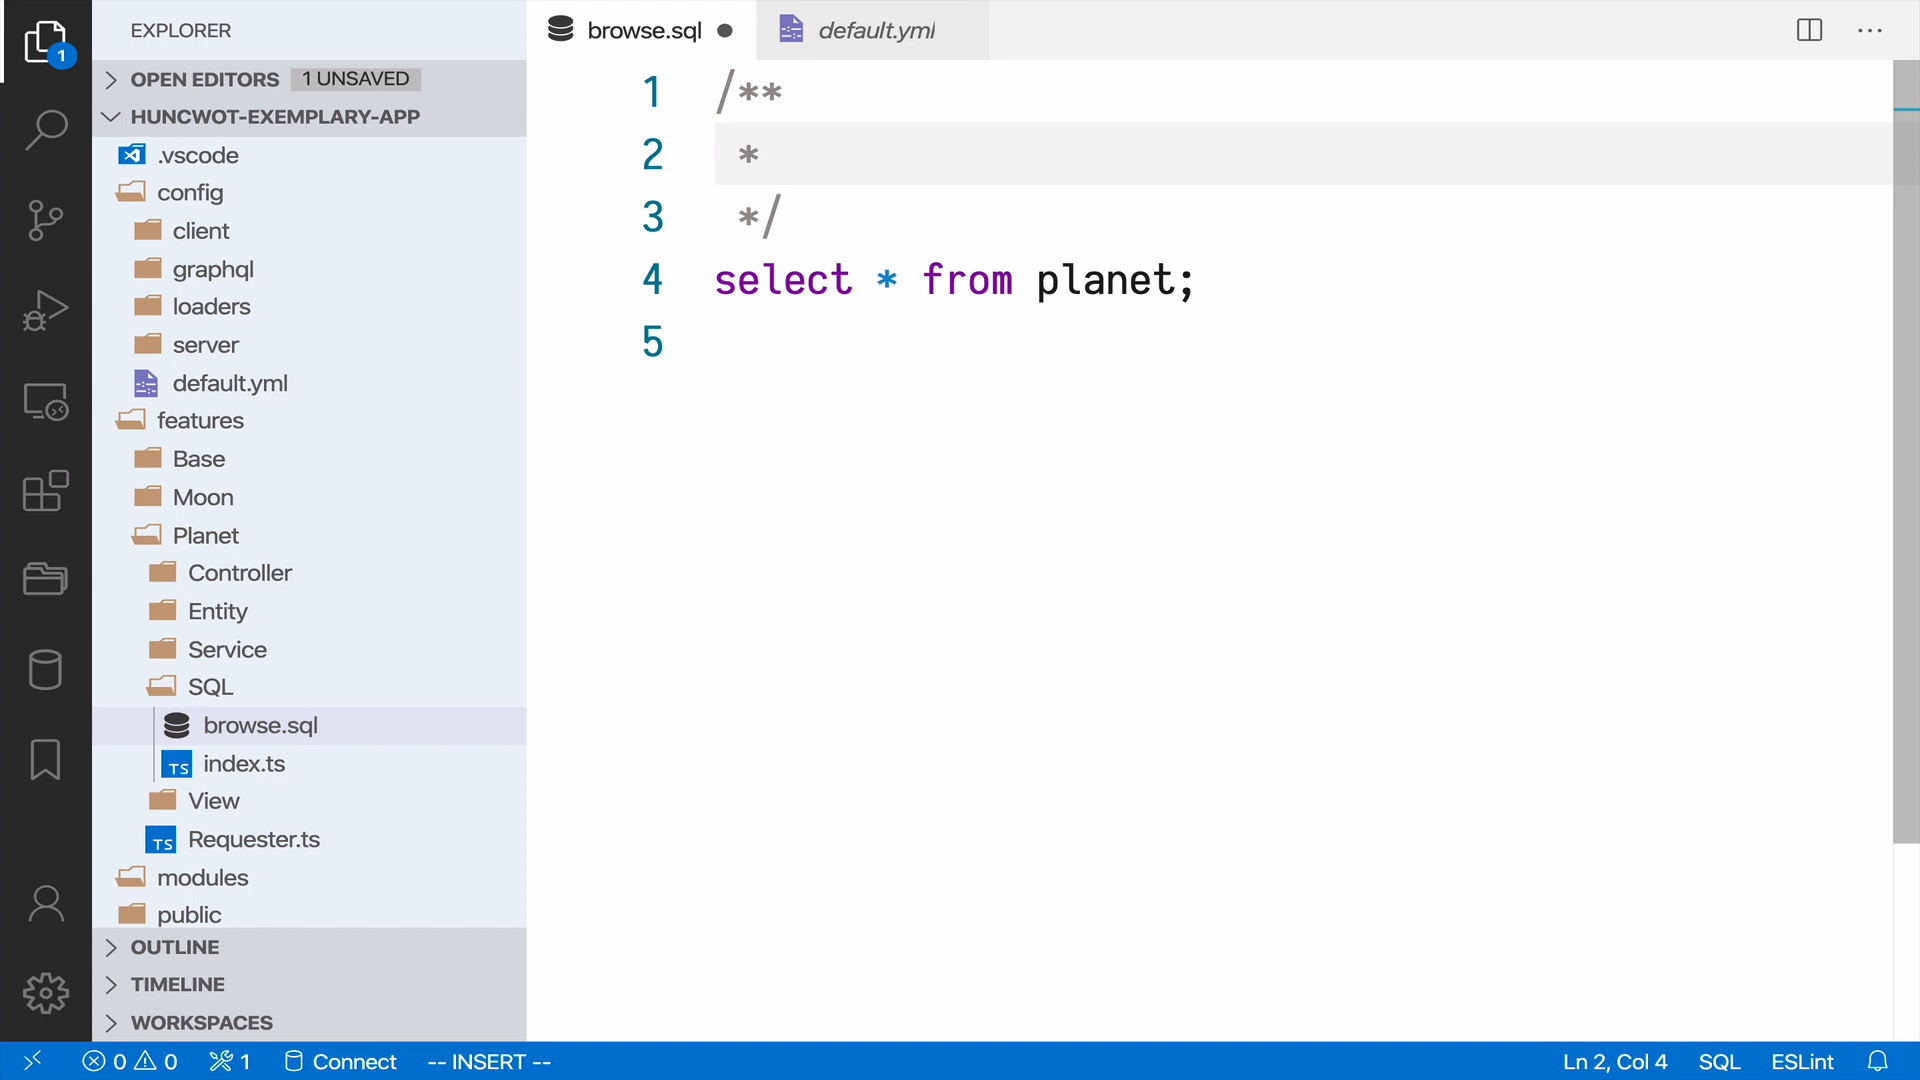 EXPLORER
OPEN EDITORS 1 UNSAVED
HUNCWOT-EXEMPLARY-APP
.vscode
config
client
graphql
loaders
server
default.yml
features
Base
Moon
Planet
Controller
Entity
Service
SQL
browse.sql
TS index.ts
View
TS Requester.ts
modules
public
OUTLINE
TIMELINE
WORKSPACES
1
browse.sql
default.yml
1 /**
2  *
3  */
4 select * from planet;
5
0 0 1 Connect -- INSERT -- Ln 2, Col 4 SQL ESLint